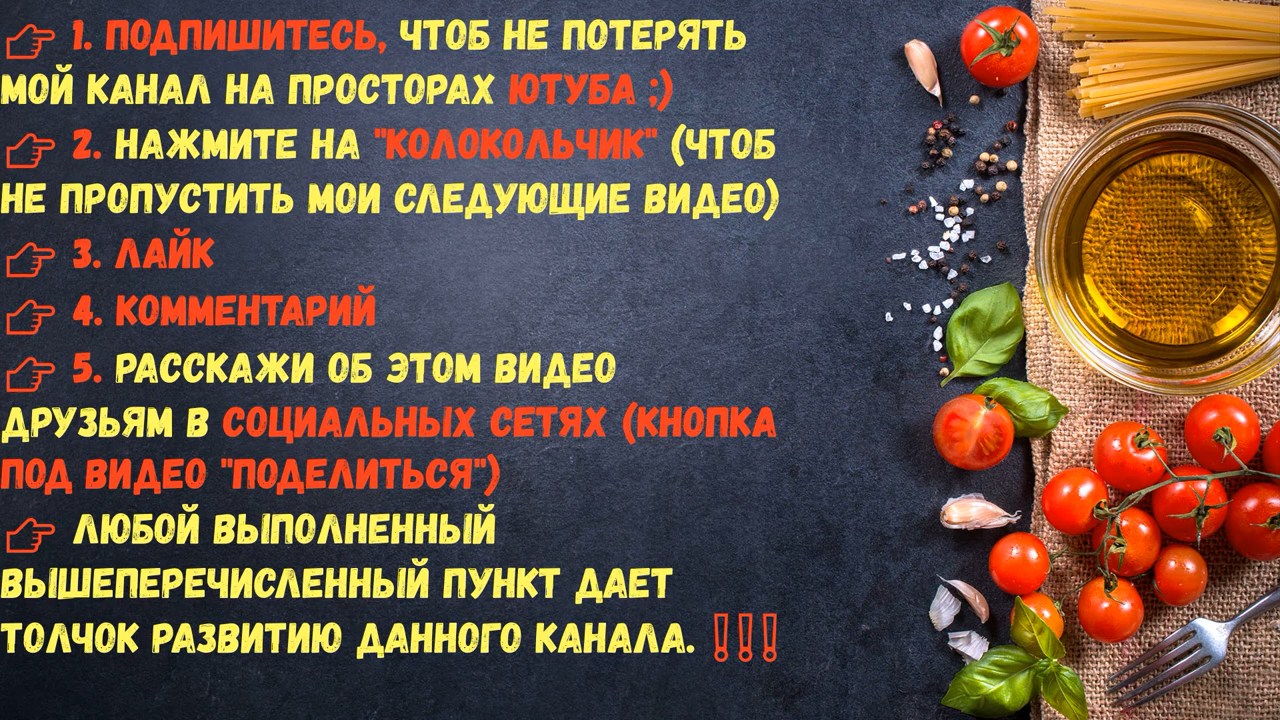 👉 1. ПОДПИШИТЕСЬ, ЧТОБ НЕ ПОТЕРЯТЬ
МОЙ КАНАЛ НА ПРОСТОРАХ ЮТУБА ;)
👉 2. НАЖМИТЕ НА "КОЛОКОЛЬЧИК" (ЧТОБ
НЕ ПРОПУСТИТЬ МОИ СЛЕДУЮЩИЕ ВИДЕО)
👉 3. ЛАЙК
👉 4. КОММЕНТАРИЙ
👉 5. РАССКАЖИ ОБ ЭТОМ ВИДЕО
ДРУЗЬЯМ В СОЦИАЛЬНЫХ СЕТЯХ (КНОПКА
ПОД ВИДЕО "ПОДЕЛИТЬСЯ")
👉 ЛЮБОЙ ВЫПОЛНЕННЫЙ
ВЫШЕПЕРЕЧИСЛЕННЫЙ ПУНКТ ДАЕТ
ТОЛЧОК РАЗВИТИЮ ДАННОГО КАНАЛА. !!!